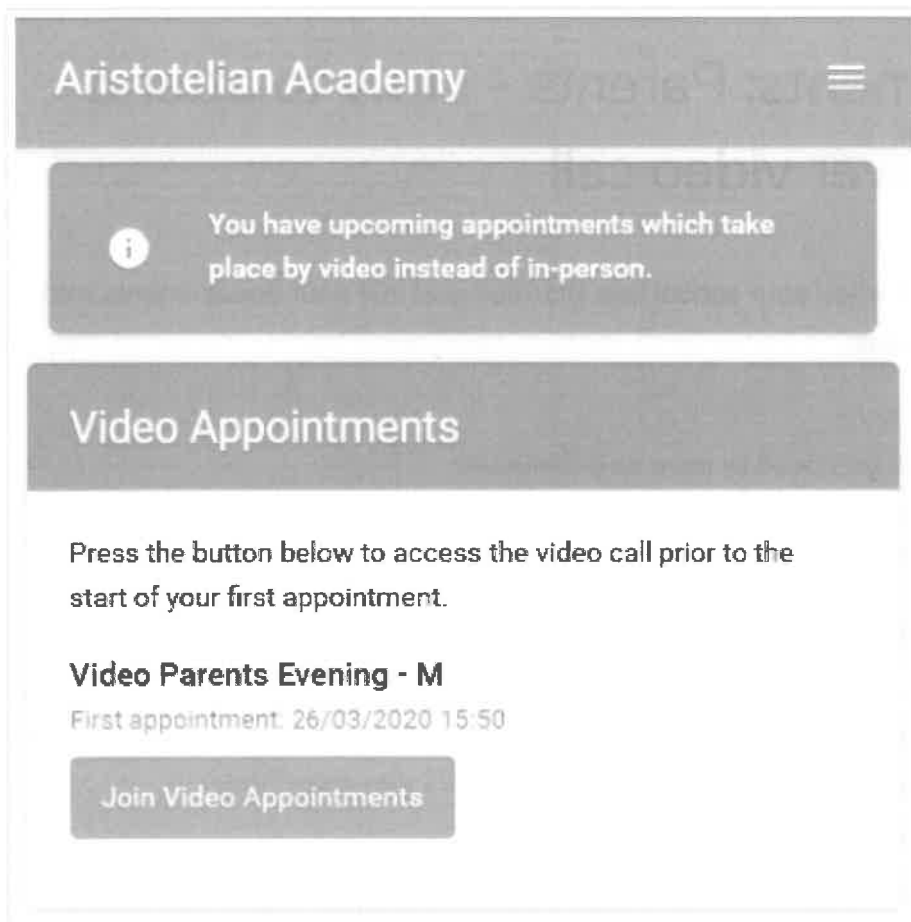 Aristotelian Academy
You have upcoming appointments which take
place by video instead of in-person.
Video Appointments
Press the button below to access the video call prior to the
start of your first appointment.
Video Parents Evening - M
First appointment: 26/03/2020 15:50
Join Video Appointments